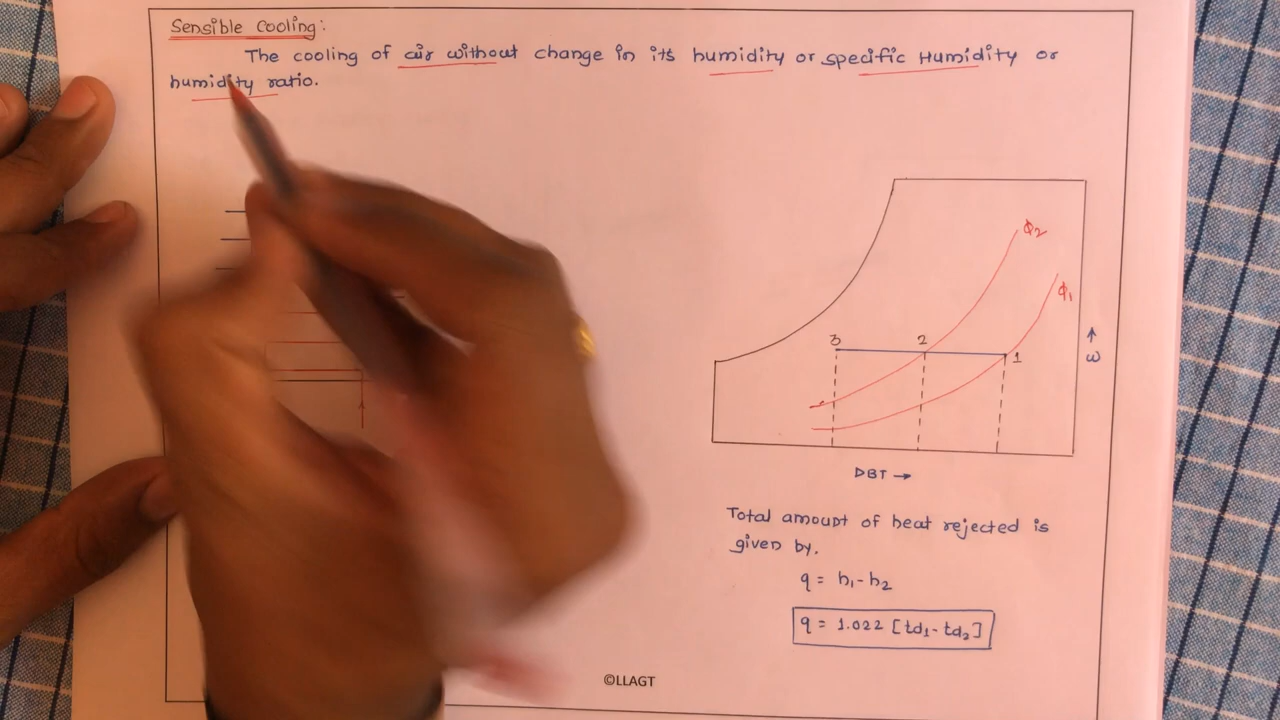 Sensible Cooling:
The cooling of air without change in its humidity or specific Humidity or
humidity ratio.
ϕ2
ϕ1
3 2 1
↑
ω
DBT →
Total amount of heat rejected is
given by.
q = h1 - h2
q = 1.022 [td1 - td2]
©LLAGT